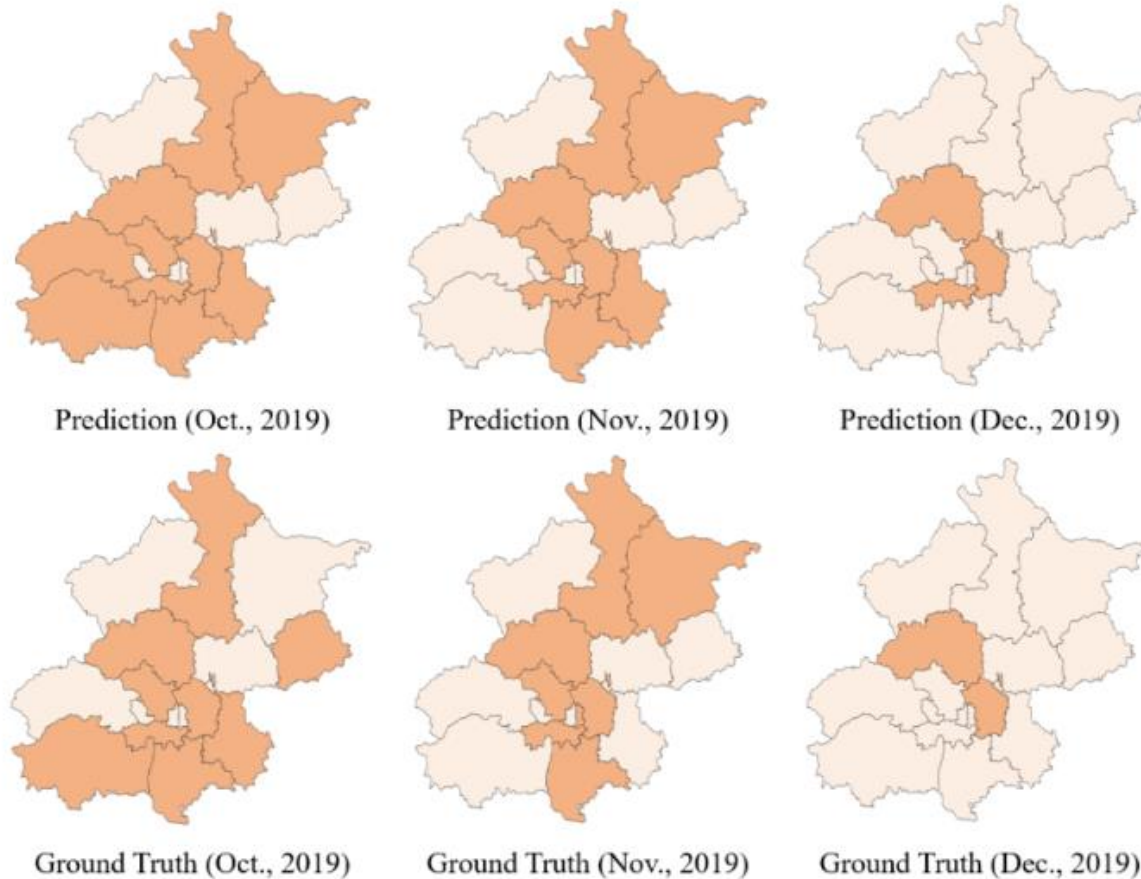 Prediction (Oct., 2019)
Prediction (Nov., 2019)
Prediction (Dec., 2019)
Ground Truth (Oct., 2019)
Ground Truth (Nov., 2019)
Ground Truth (Dec., 2019)